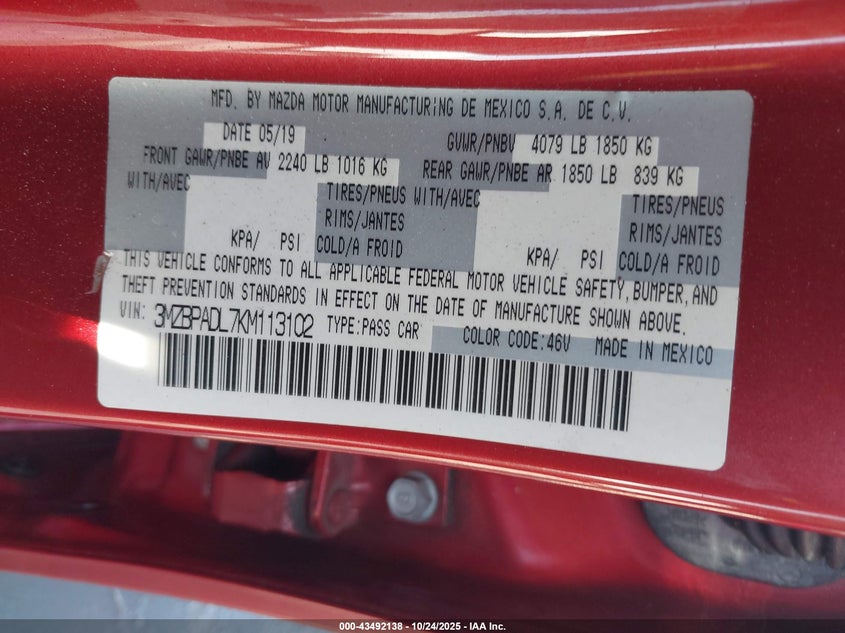 MFD. BY MAZDA MOTOR MANUFACTURING DE MEXICO S.A. DE C.V.
DATE 05/19 GVWR/PNBV 4079 LB 1850 KG
FRONT GAWR/PNBE AV 2240 LB 1016 KG REAR GAWR/PNBE AR 1850 LB 839 KG
WITH/AVEC TIRES/PNEUS WITH/AVEC TIRES/PNEUS
RIMS/JANTES RIMS/JANTES
KPA/ PSI COLD/A FROID KPA/ PSI COLD/A FROID
THIS VEHICLE CONFORMS TO ALL APPLICABLE FEDERAL MOTOR VEHICLE SAFETY, BUMPER, AND
THEFT PREVENTION STANDARDS IN EFFECT ON THE DATE OF MANUFACTURE SHOWN ABOVE.
VIN: 3MZBPADL7KM113102 TYPE:PASS CAR COLOR CODE:46V MADE IN MEXICO
000-43492138 - 10/24/2025 - IAA Inc.